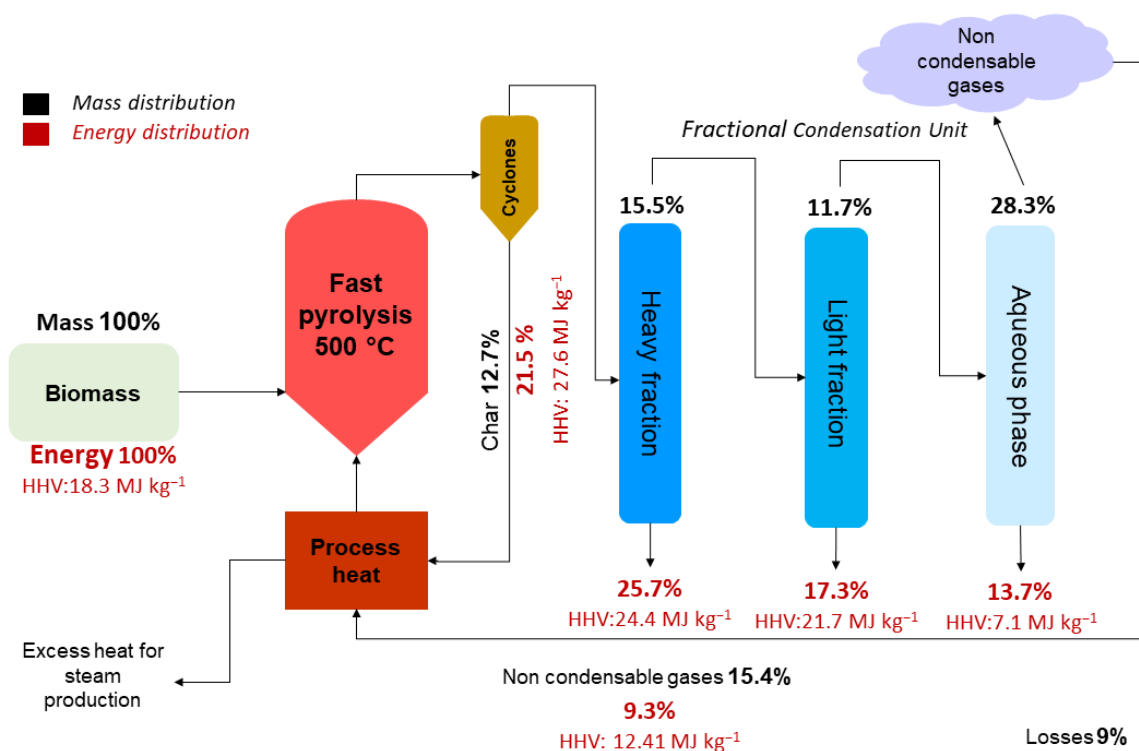 Non
condensable
gases
Mass distribution
Energy distribution
Fractional Condensation Unit
Cyclones
15.5%
11.7%
28.3%
Fast
pyrolysis
500 °C
Mass 100%
Biomass
Energy 100%
HHV:18.3 MJ kg⁻¹
Char 12.7%
21.5 %
HHV: 27.6 MJ kg⁻¹
Heavy fraction
Light fraction
Aqueous phase
Process
heat
25.7%
HHV:24.4 MJ kg⁻¹
17.3%
HHV:21.7 MJ kg⁻¹
13.7%
HHV:7.1 MJ kg⁻¹
Excess heat for
steam
production
Non condensable gases 15.4%
9.3%
HHV: 12.41 MJ kg⁻¹
Losses 9%